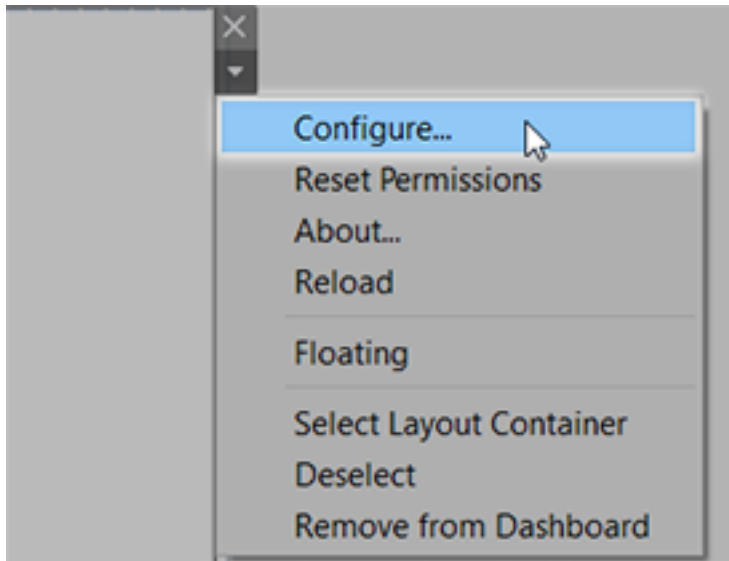 Configure...
Reset Permissions
About...
Reload
Floating
Select Layout Container
Deselect
Remove from Dashboard